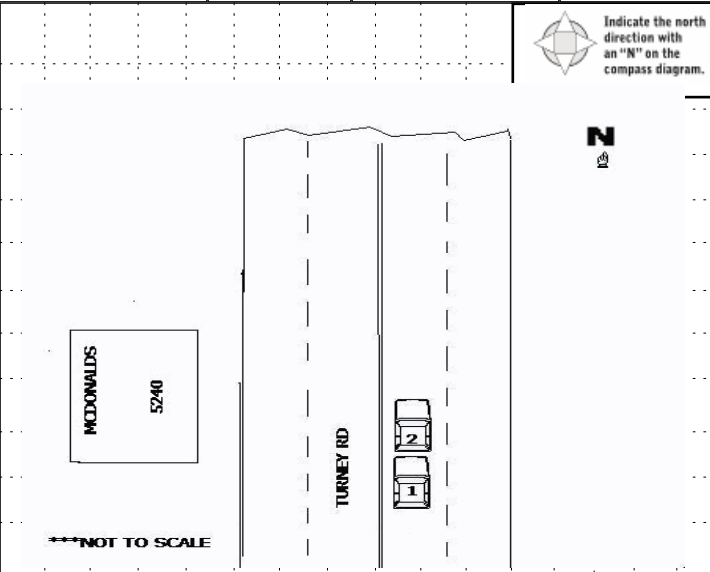 Indicate the north
direction with
an "N" on the
compass diagram.
N
MCDONALDS
5240
TURNEY RD
2
1
***NOT TO SCALE